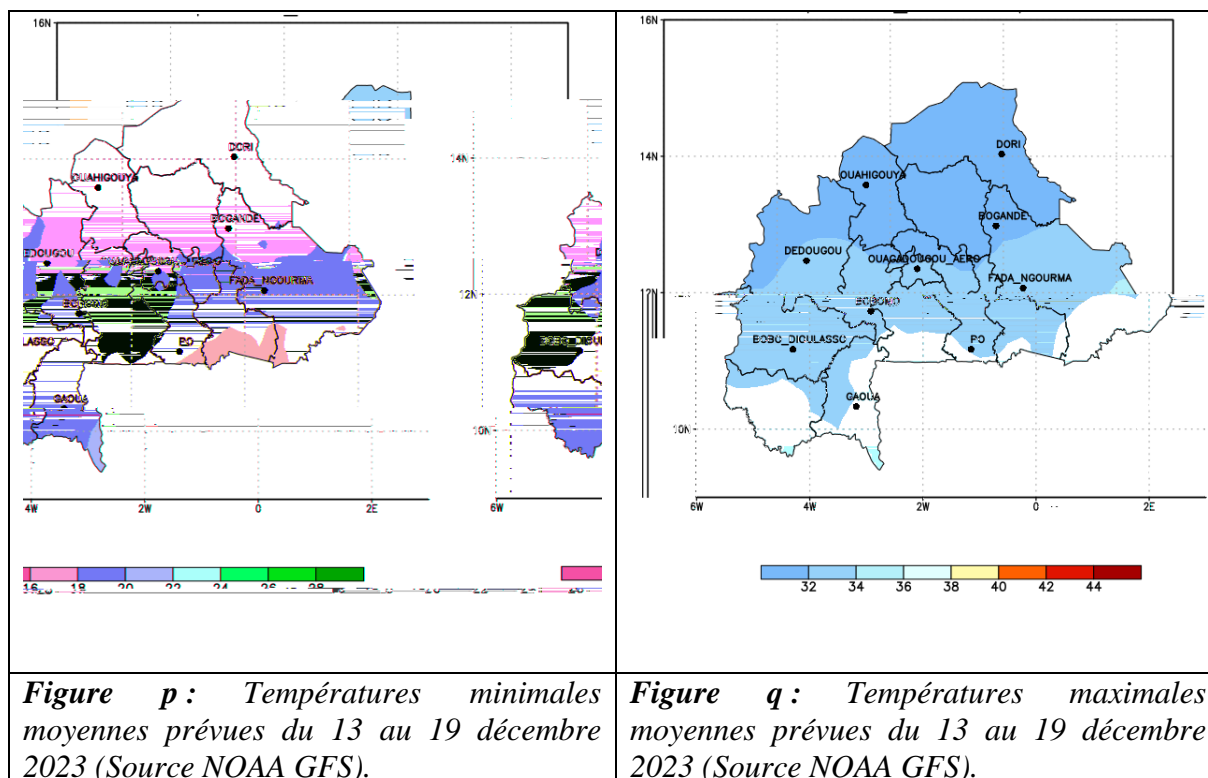 16N
DORI
OUAHIGOUYA
BOGANDE
EDOUGOU
FADA_NGOURMA
PO
ULASSO
GAOUA
14N
12N
10N
4W 2W 0 2E
16 18 20 22 24 26 28
16N
14N
12N
10N
DORI
OUAHIGOUYA
BOGANDE
DEDOUGOU
OUAGADOUGOU_AERO
FADA_NGOURMA
BOROMO
BOBO_DIOULASSO
PO
GAOUA
6W 4W 2W 0 2E
32 34 36 38 40 42 44
Figure p : Températures minimales
moyennes prévues du 13 au 19 décembre
2023 (Source NOAA GFS).
Figure q : Températures maximales
moyennes prévues du 13 au 19 décembre
2023 (Source NOAA GFS).